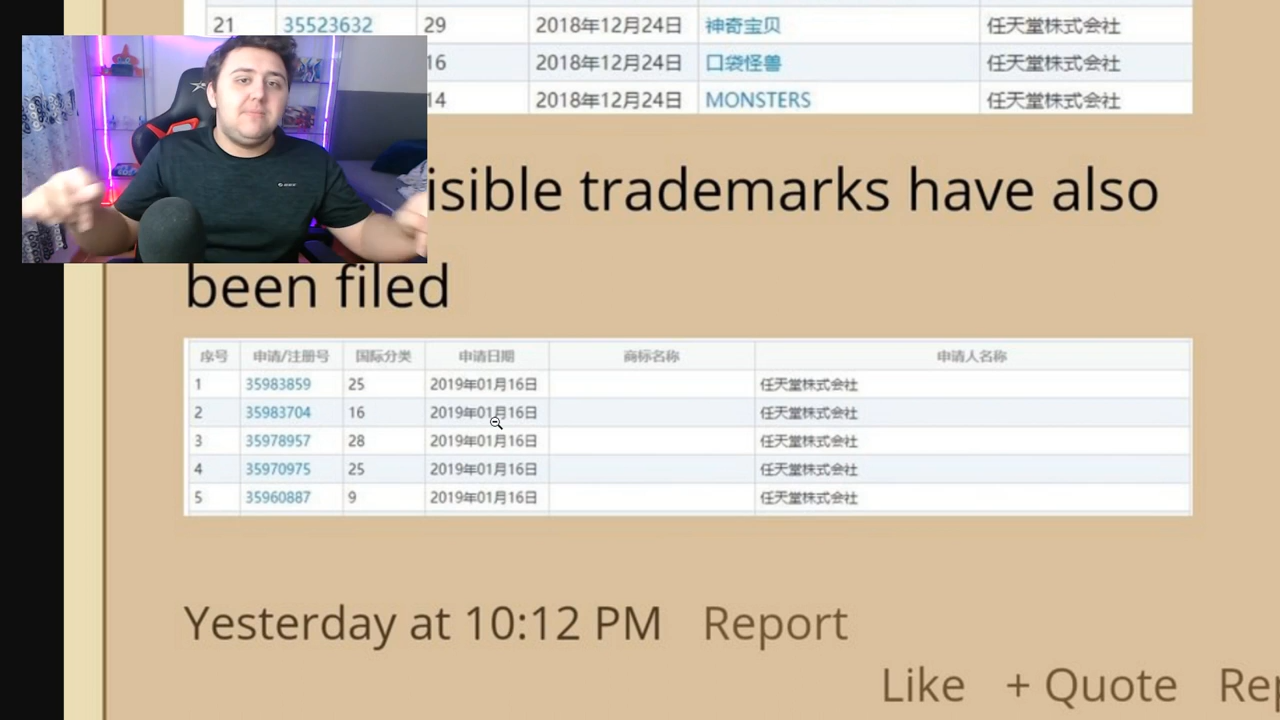 21 35523632 29 2018年12月24日 神奇宝贝 任天堂株式会社
16 2018年12月24日 口袋怪兽 任天堂株式会社
14 2018年12月24日 MONSTERS 任天堂株式会社
isible trademarks have also
been filed
序号 申请/注册号 国际分类 申请日期 商标名称 申请人名称
1 35983859 25 2019年01月16日 任天堂株式会社
2 35983704 16 2019年01月16日 任天堂株式会社
3 35978957 28 2019年01月16日 任天堂株式会社
4 35970975 25 2019年01月16日 任天堂株式会社
5 35960887 9 2019年01月16日 任天堂株式会社
Yesterday at 10:12 PM Report
Like + Quote Rep